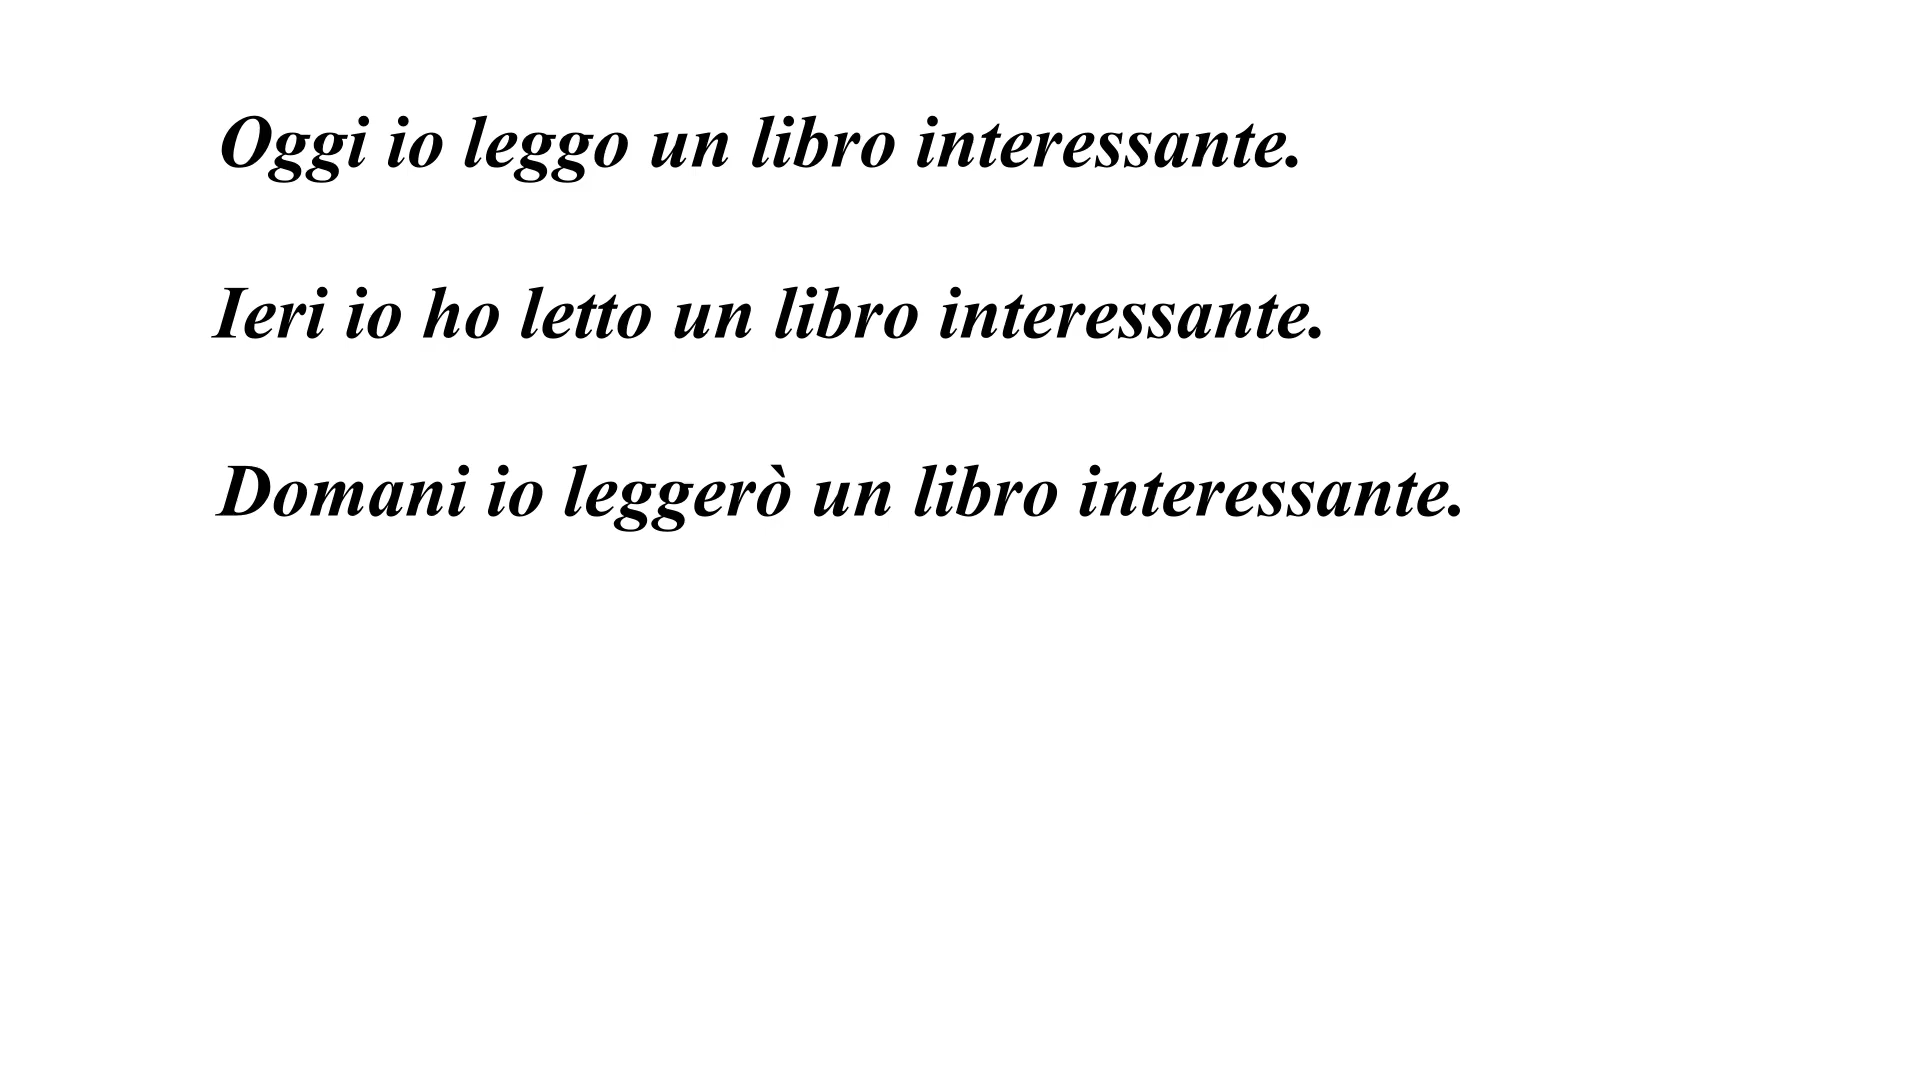 Oggi io leggo un libro interessante.
Ieri io ho letto un libro interessante.
Domani io leggerò un libro interessante.